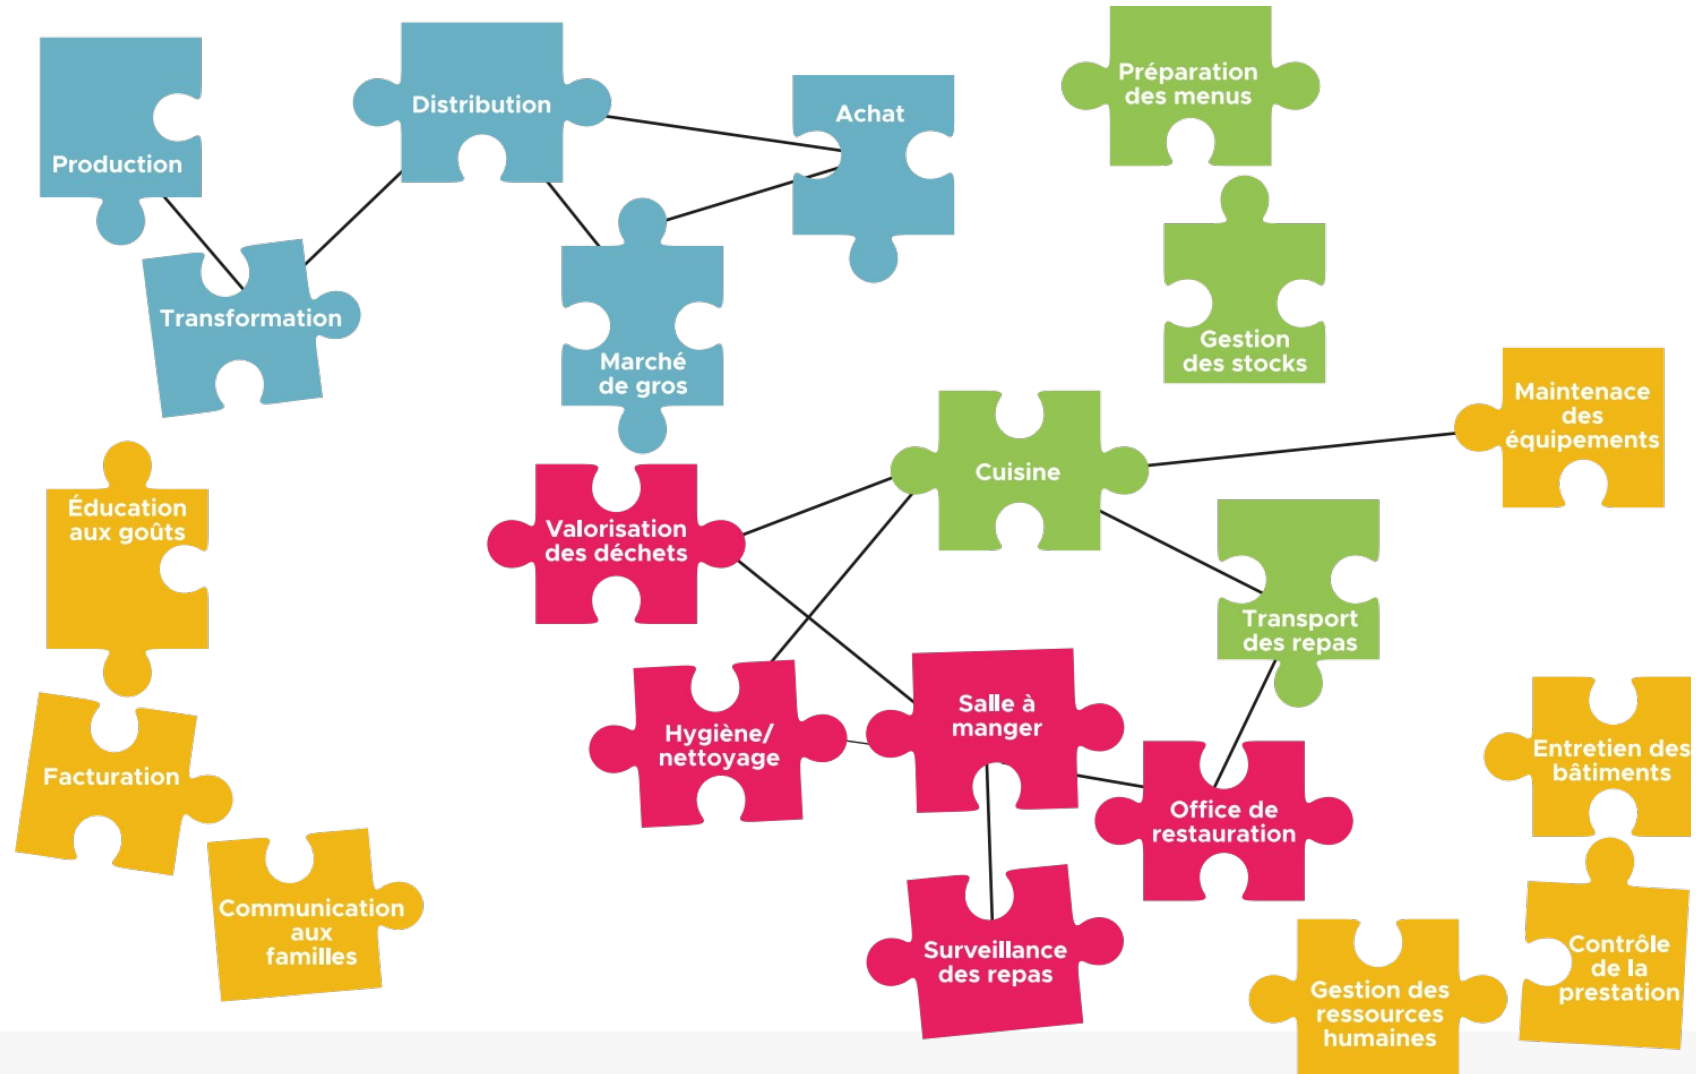 Production
Distribution
Achat
Préparation
des menus
Transformation
Marché
de gros
Gestion
des stocks
Maintenace
des
équipements
Cuisine
Éducation
aux goûts
Valorisation
des déchets
Transport
des repas
Salle à
manger
Hygiène/
nettoyage
Facturation
Office de
restauration
Entretien des
bâtiments
Communication
aux
familles
Surveillance
des repas
Gestion des
ressources
humaines
Contrôle
de la
prestation